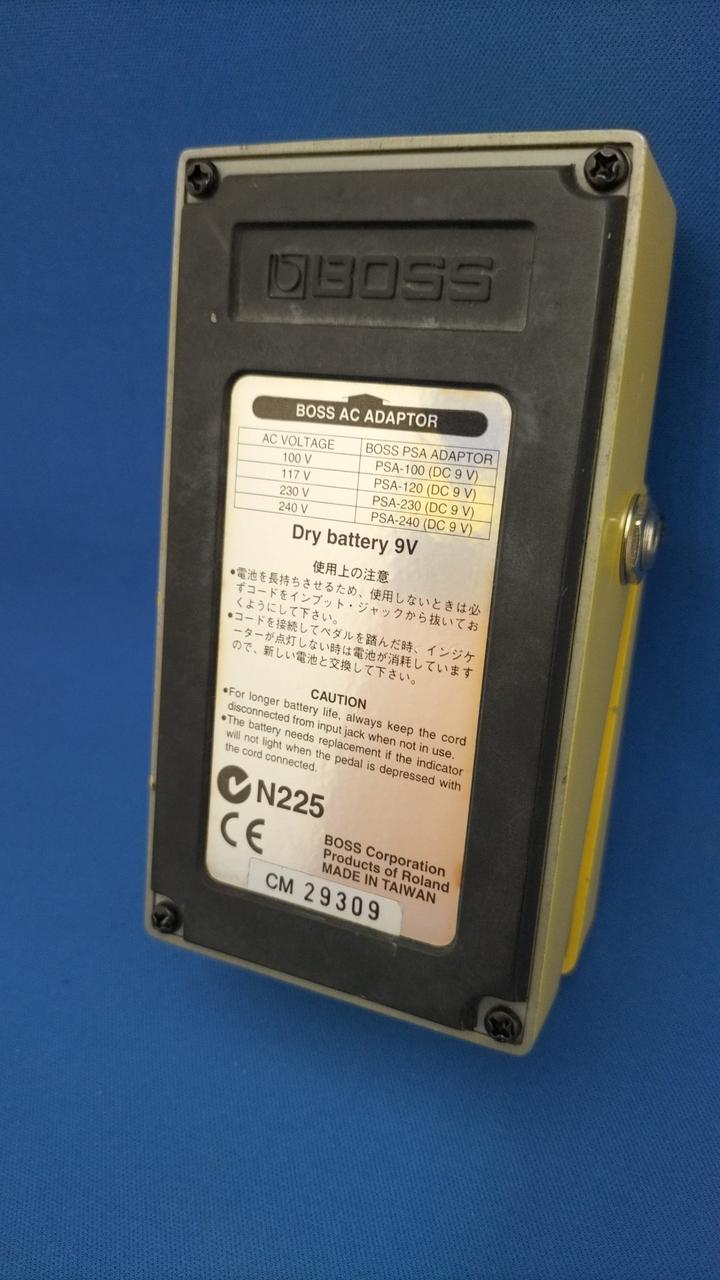 BOSS
BOSS AC ADAPTOR
AC VOLTAGE BOSS PSA ADAPTOR
100 V PSA-100 (DC 9 V)
117 V PSA-120 (DC 9 V)
230 V PSA-230 (DC 9 V)
240 V PSA-240 (DC 9 V)
Dry battery 9V
使用上の注意
•電池を長持ちさせるため、使用しないときは必
ずコードをインプット・ジャックから抜いてお
くようにして下さい。
•コードを接続してペダルを踏んだ時、インジケ
ーターが点灯しない時は電池が消耗しています
ので、新しい電池と交換して下さい。
CAUTION
•For longer battery life, always keep the cord
disconnected from input jack when not in use.
•The battery needs replacement if the indicator
will not light when the pedal is depressed with
the cord connected.
N225
CE
BOSS Corporation
Products of Roland
MADE IN TAIWAN
CM 29309